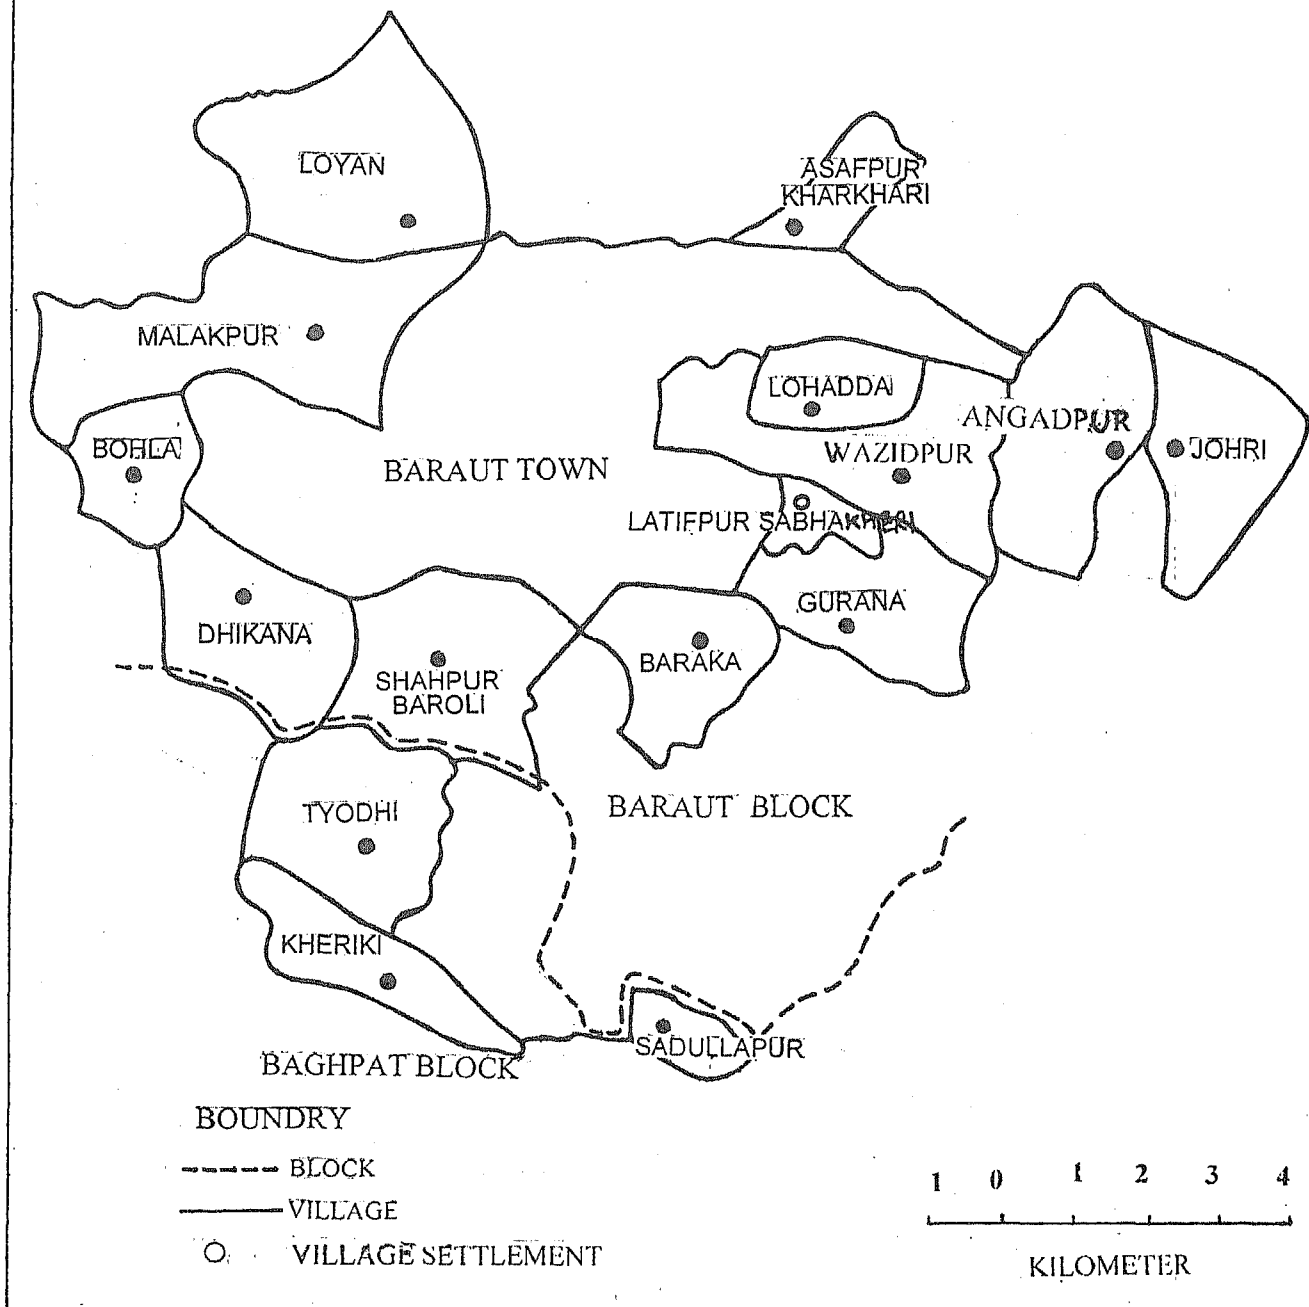 LOYAN
ASAFPUR
KHARKHARI
MALAKPUR
LOHADDA
ANGADPUR
BOHLA
BARAUT TOWN
WAZIDPUR
JOHRI
LATIFPUR SABHAKHERI
DHIKANA
GURANA
SHAHPUR
BAROLI
BARAKA
TYODHI
BARAUT BLOCK
KHERIKI
SADULLAPUR
BAGHPAT BLOCK
BOUNDRY
BLOCK
VILLAGE
VILLAGE SETTLEMENT
1 0 1 2 3 4
KILOMETER